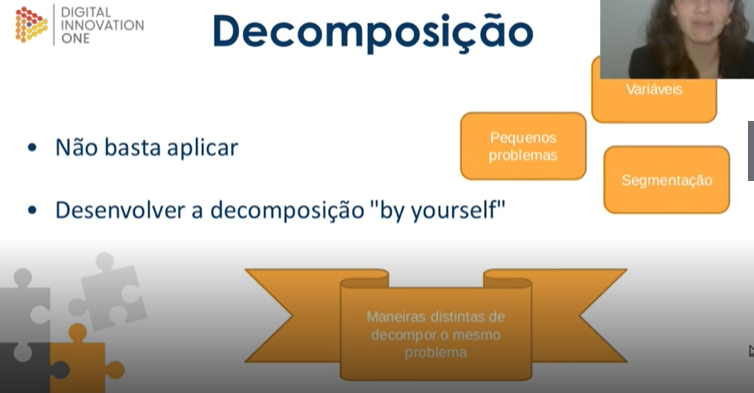 DIGITAL
INNOVATION
ONE
Decomposição
Variáveis
Pequenos
problemas
Segmentação
• Não basta aplicar
• Desenvolver a decomposição "by yourself"
Maneiras distintas de
decompor o mesmo
problema